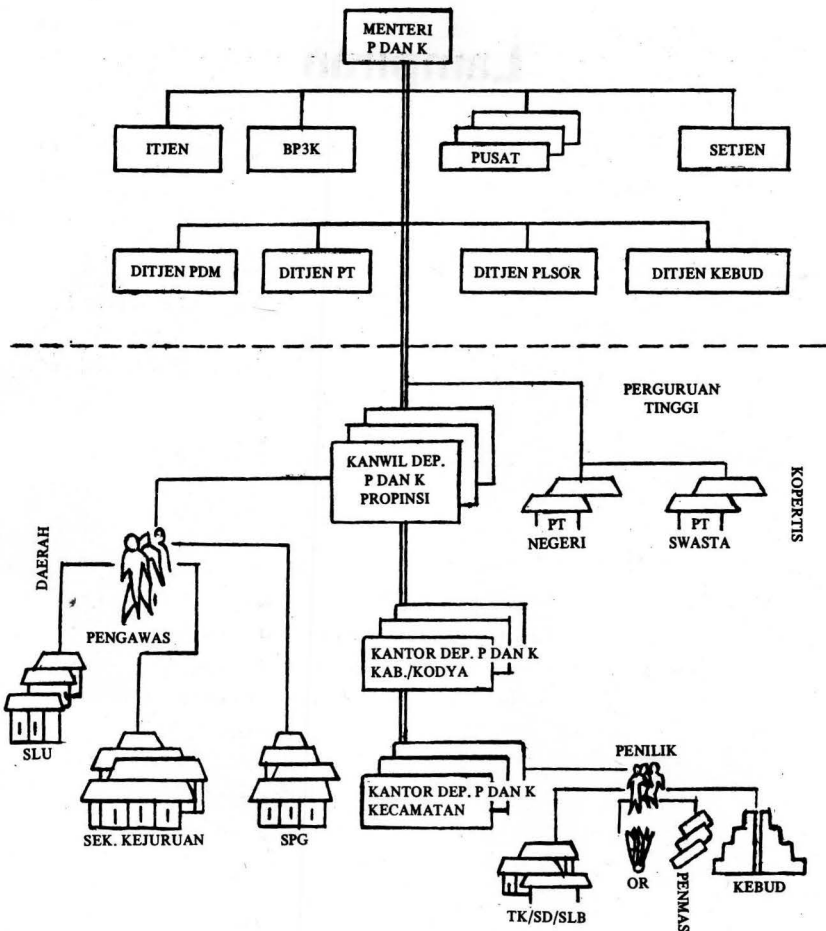 MENTERI
P DAN K
ITJEN
BP3K
PUSAT
SETJEN
DITJEN PDM
DITJEN PT
DITJEN PLSOR
DITJEN KEBUD
PERGURUAN
TINGGI
KANWIL DEP.
P DAN K
PROPINSI
PT
NEGERI
PT
SWASTA
KOPERTIS
DAERAH
PENGAWAS
KANTOR DEP. P DAN K
KAB./KODYA
SLU
SEK. KEJURUAN
SPG
KANTOR DEP. P DAN K
KECAMATAN
PENILIK
TK/SD/SLB
OR
PENMAS
KEBUD